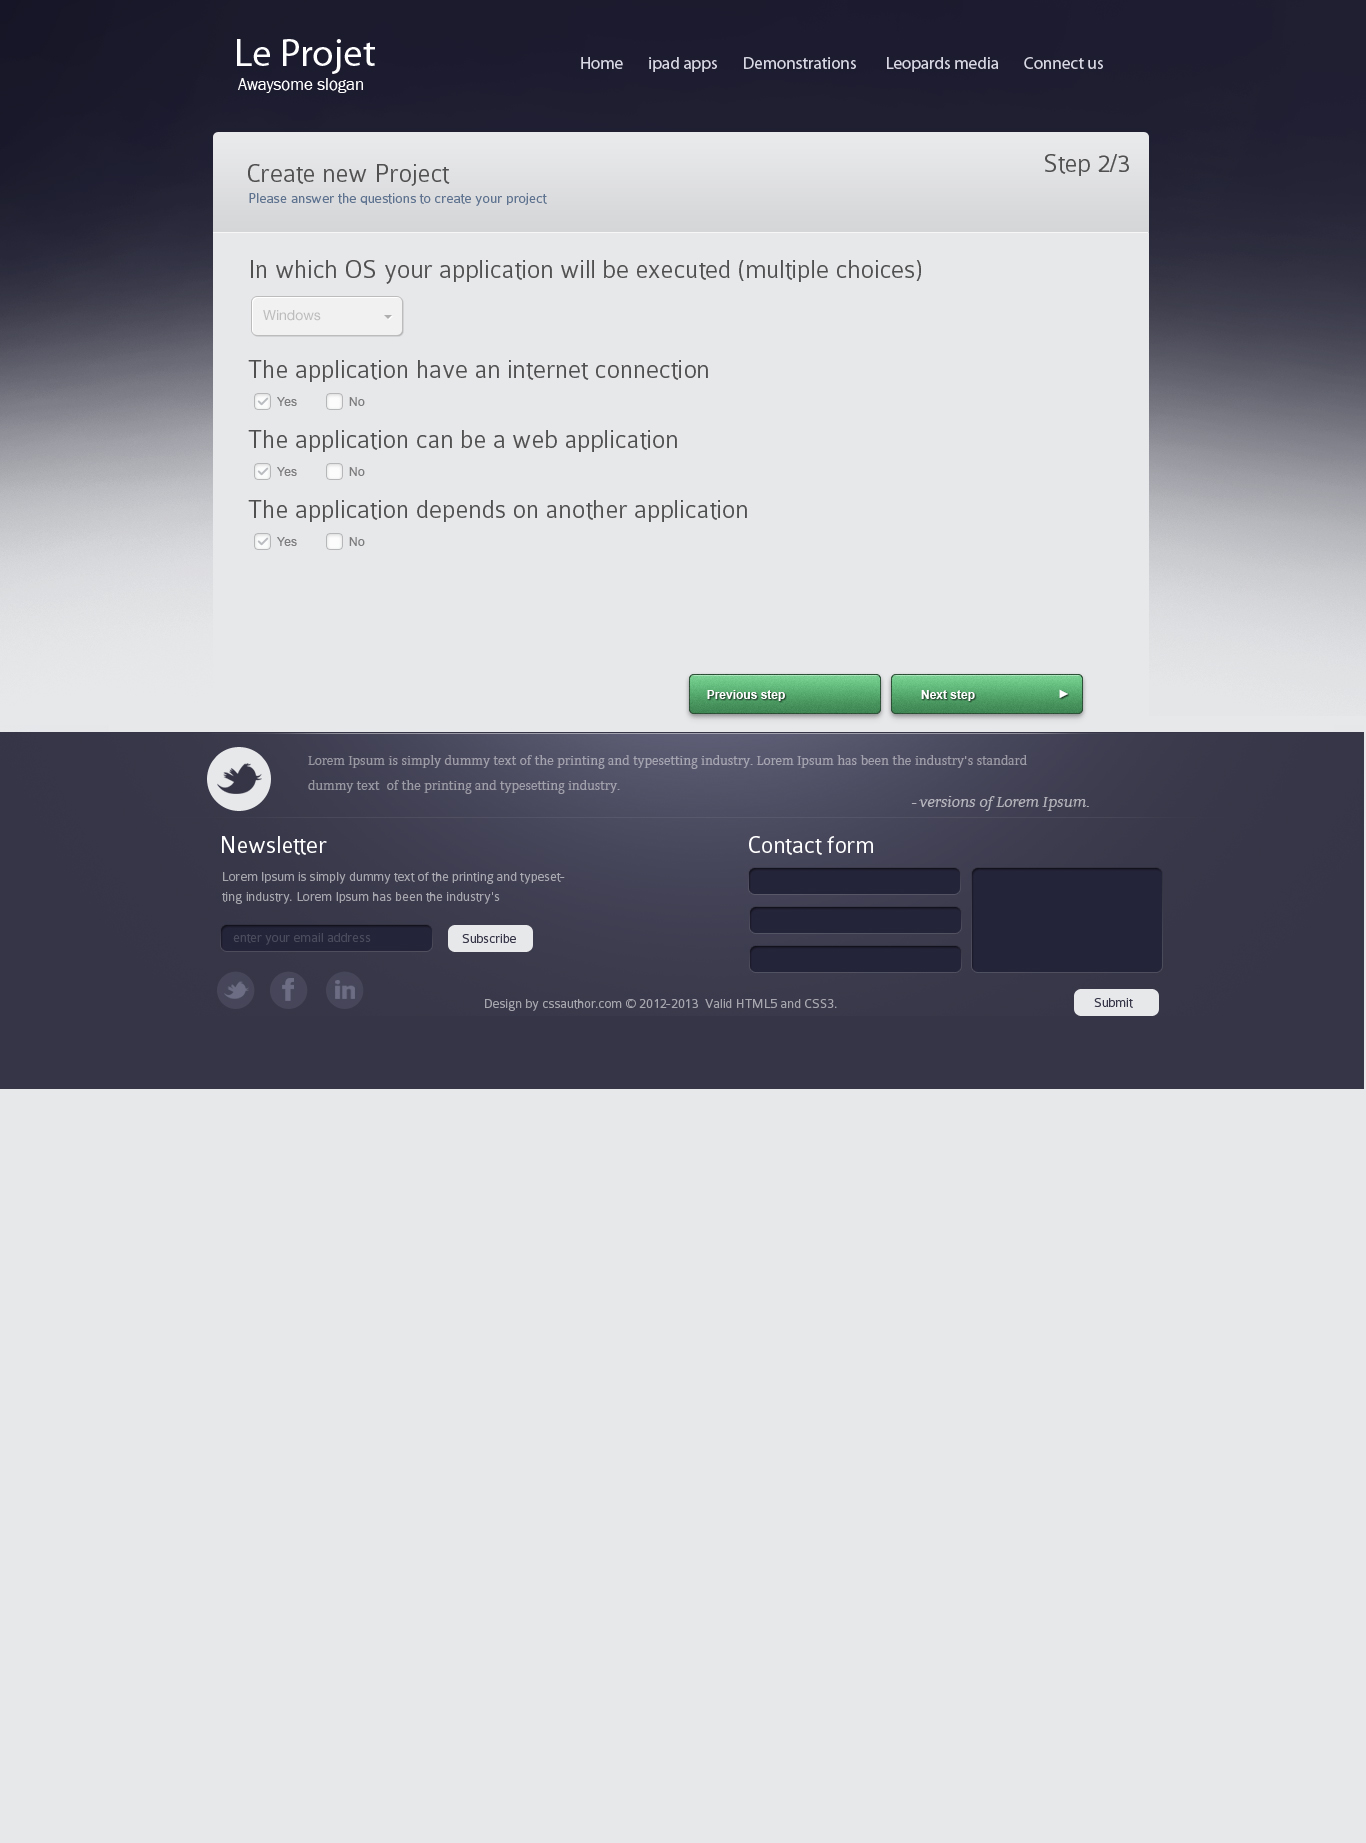 Le Projet
Awaysome slogan
Home ipad apps Demonstrations Leopards media Connect us
Create new Project
Step 2/3
Please answer the questions to create your project
In which OS your application will be executed (multiple choices)
Windows
The application have an internet connection
Yes No
The application can be a web application
Yes No
The application depends on another application
Yes No
Previous step Next step
Lorem Ipsum is simply dummy text of the printing and typesetting industry. Lorem Ipsum has been the industry's standard
dummy text of the printing and typesetting industry.
- versions of Lorem Ipsum.
Newsletter
Lorem Ipsum is simply dummy text of the printing and typeset-
ting industry. Lorem Ipsum has been the industry's
enter your email address
Subscribe
Contact form
f in
Design by cssauthor.com © 2012-2013 Valid HTML5 and CSS3.
Submit